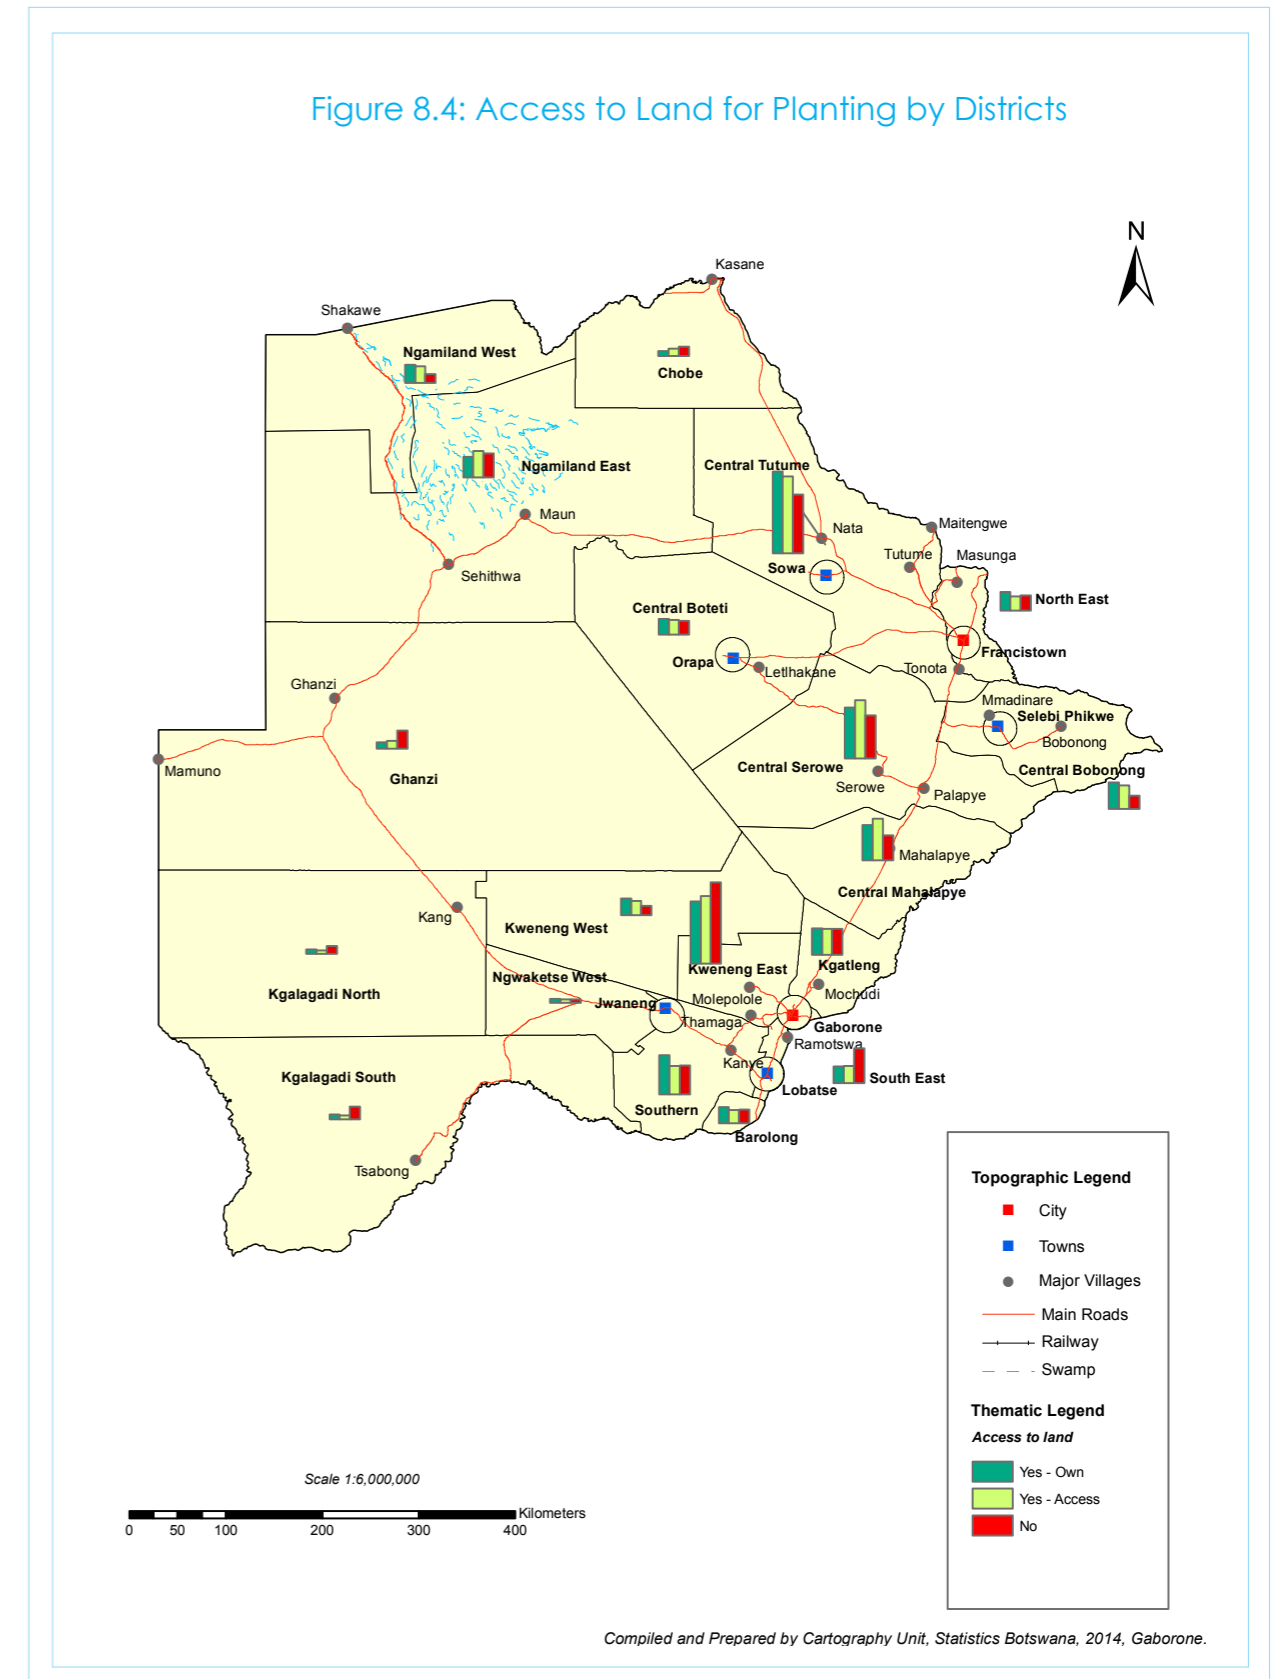 Figure 8.4: Access to Land for Planting by Districts
N
Kasane
Shakawe
Ngamiland West
Chobe
Ngamiland East
Central Tutume
Maun
Nata
Maitengwe
Tutume
Masunga
Sehithwa
Sowa
North East
Central Boteti
Francistown
Orapa
Letlhakane
Tonota
Ghanzi
Mmadinare
Selebi Phikwe
Bobonong
Mamuno
Ghanzi
Central Serowe
Central Bobonong
Serowe
Palapye
Mahalapye
Central Mahalapye
Kang
Kweneng West
Kgalagadi North
Ngwaketse West
Kweneng East
Kgatleng
Jwaneng
Molepolole
Mochudi
Thamaga
Gaborone
Ramotswa
Kanye
Kgalagadi South
South East
Lobatse
Southern
Barolong
Tsabong
Topographic Legend
City
Towns
Major Villages
Main Roads
Railway
Swamp
Thematic Legend
Access to land
Yes - Own
Yes - Access
No
Scale 1:6,000,000
Kilometers
0 50 100 200 300 400
Compiled and Prepared by Cartography Unit, Statistics Botswana, 2014, Gaborone.